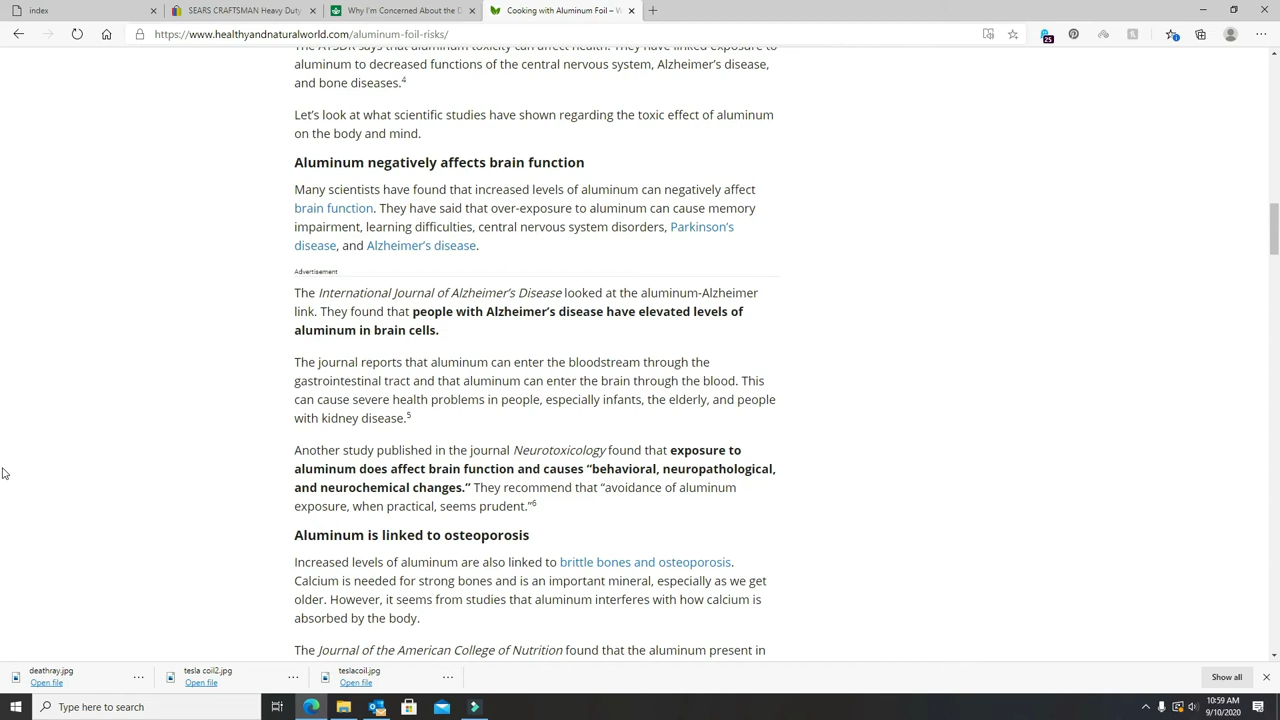 index
SEARS CRAFTSMAN Heavy Duty
Why I'm Concerned About the D
Cooking with Aluminum Foil – W
https://www.healthyandnaturalworld.com/aluminum-foil-risks/
25
The ATSDR says that aluminum toxicity can affect health. They have linked exposure to
aluminum to decreased functions of the central nervous system, Alzheimer's disease,
and bone diseases.4
Let's look at what scientific studies have shown regarding the toxic effect of aluminum
on the body and mind.
Aluminum negatively affects brain function
Many scientists have found that increased levels of aluminum can negatively affect
brain function. They have said that over-exposure to aluminum can cause memory
impairment, learning difficulties, central nervous system disorders, Parkinson's
disease, and Alzheimer's disease.
Advertisement
The International Journal of Alzheimer's Disease looked at the aluminum-Alzheimer
link. They found that people with Alzheimer's disease have elevated levels of
aluminum in brain cells.
The journal reports that aluminum can enter the bloodstream through the
gastrointestinal tract and that aluminum can enter the brain through the blood. This
can cause severe health problems in people, especially infants, the elderly, and people
with kidney disease.5
Another study published in the journal Neurotoxicology found that exposure to
aluminum does affect brain function and causes “behavioral, neuropathological,
and neurochemical changes.” They recommend that “avoidance of aluminum
exposure, when practical, seems prudent.”6
Aluminum is linked to osteoporosis
Increased levels of aluminum are also linked to brittle bones and osteoporosis.
Calcium is needed for strong bones and is an important mineral, especially as we get
older. However, it seems from studies that aluminum interferes with how calcium is
absorbed by the body.
The Journal of the American College of Nutrition found that the aluminum present in
deathray.jpg
Open file
tesla coil2.jpg
Open file
teslacoil.jpg
Open file
Show all
Type here to search
10:59 AM
9/10/2020